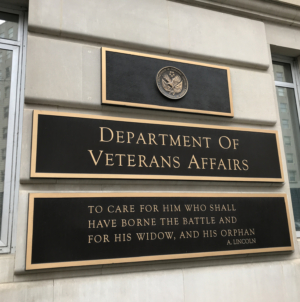 DEPARTMENT OF
VETERANS AFFAIRS
TO CARE FOR HIM WHO SHALL
HAVE BORNE THE BATTLE AND
FOR HIS WIDOW, AND HIS ORPHAN
A. LINCOLN